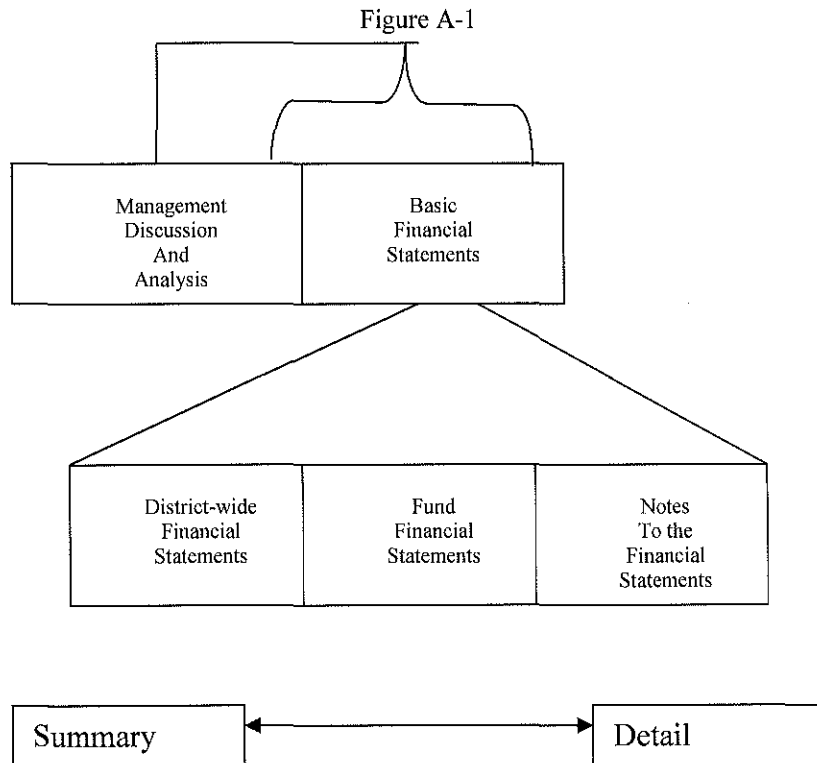 Figure A-1
Management
Discussion
And
Analysis
Basic
Financial
Statements
District-wide
Financial
Statements
Fund
Financial
Statements
Notes
To the
Financial
Statements
Summary
Detail